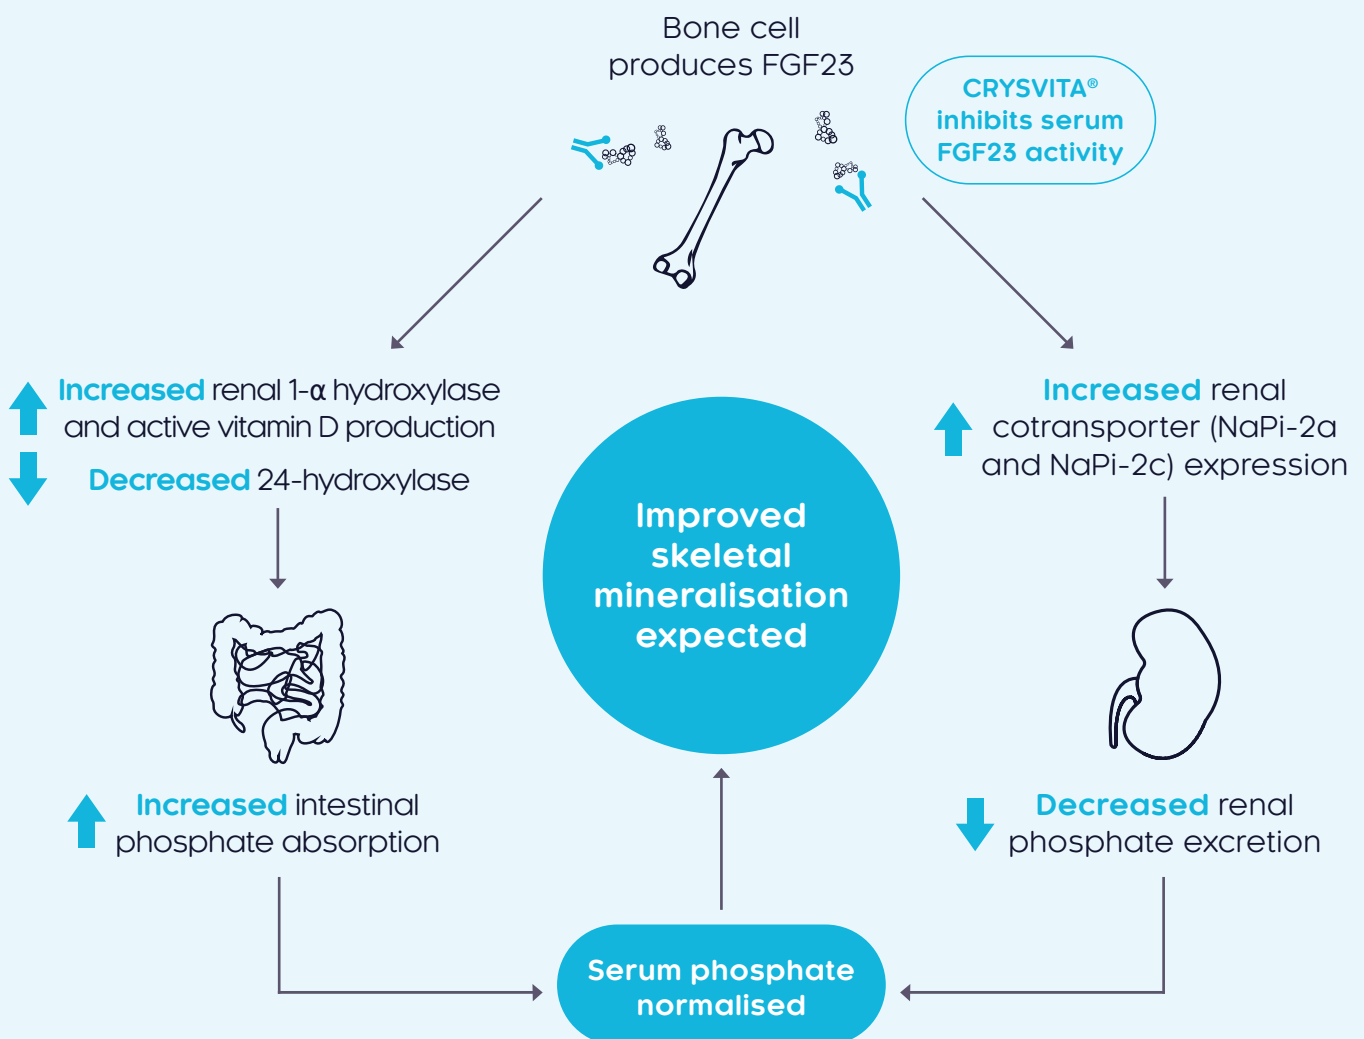 Bone cell
produces FGF23
CRYSVITA®
inhibits serum
FGF23 activity
Increased renal 1-α hydroxylase
and active vitamin D production
Decreased 24-hydroxylase
Increased renal
cotransporter (NaPi-2a
and NaPi-2c) expression
Improved
skeletal
mineralisation
expected
Increased intestinal
phosphate absorption
Decreased renal
phosphate excretion
Serum phosphate
normalised